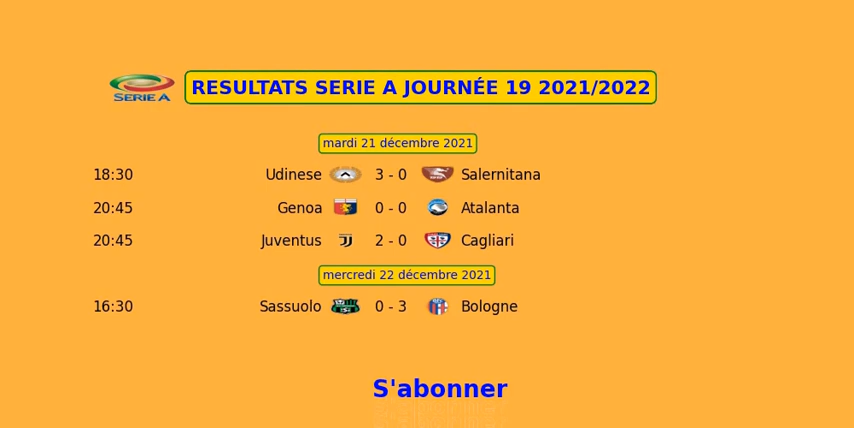 SERIE A RESULTATS SERIE A JOURNÉE 19 2021/2022
mardi 21 décembre 2021
18:30 Udinese 3 - 0 Salernitana
20:45 Genoa 0 - 0 Atalanta
20:45 Juventus 2 - 0 Cagliari
mercredi 22 décembre 2021
16:30 Sassuolo 0 - 3 Bologne
S'abonner